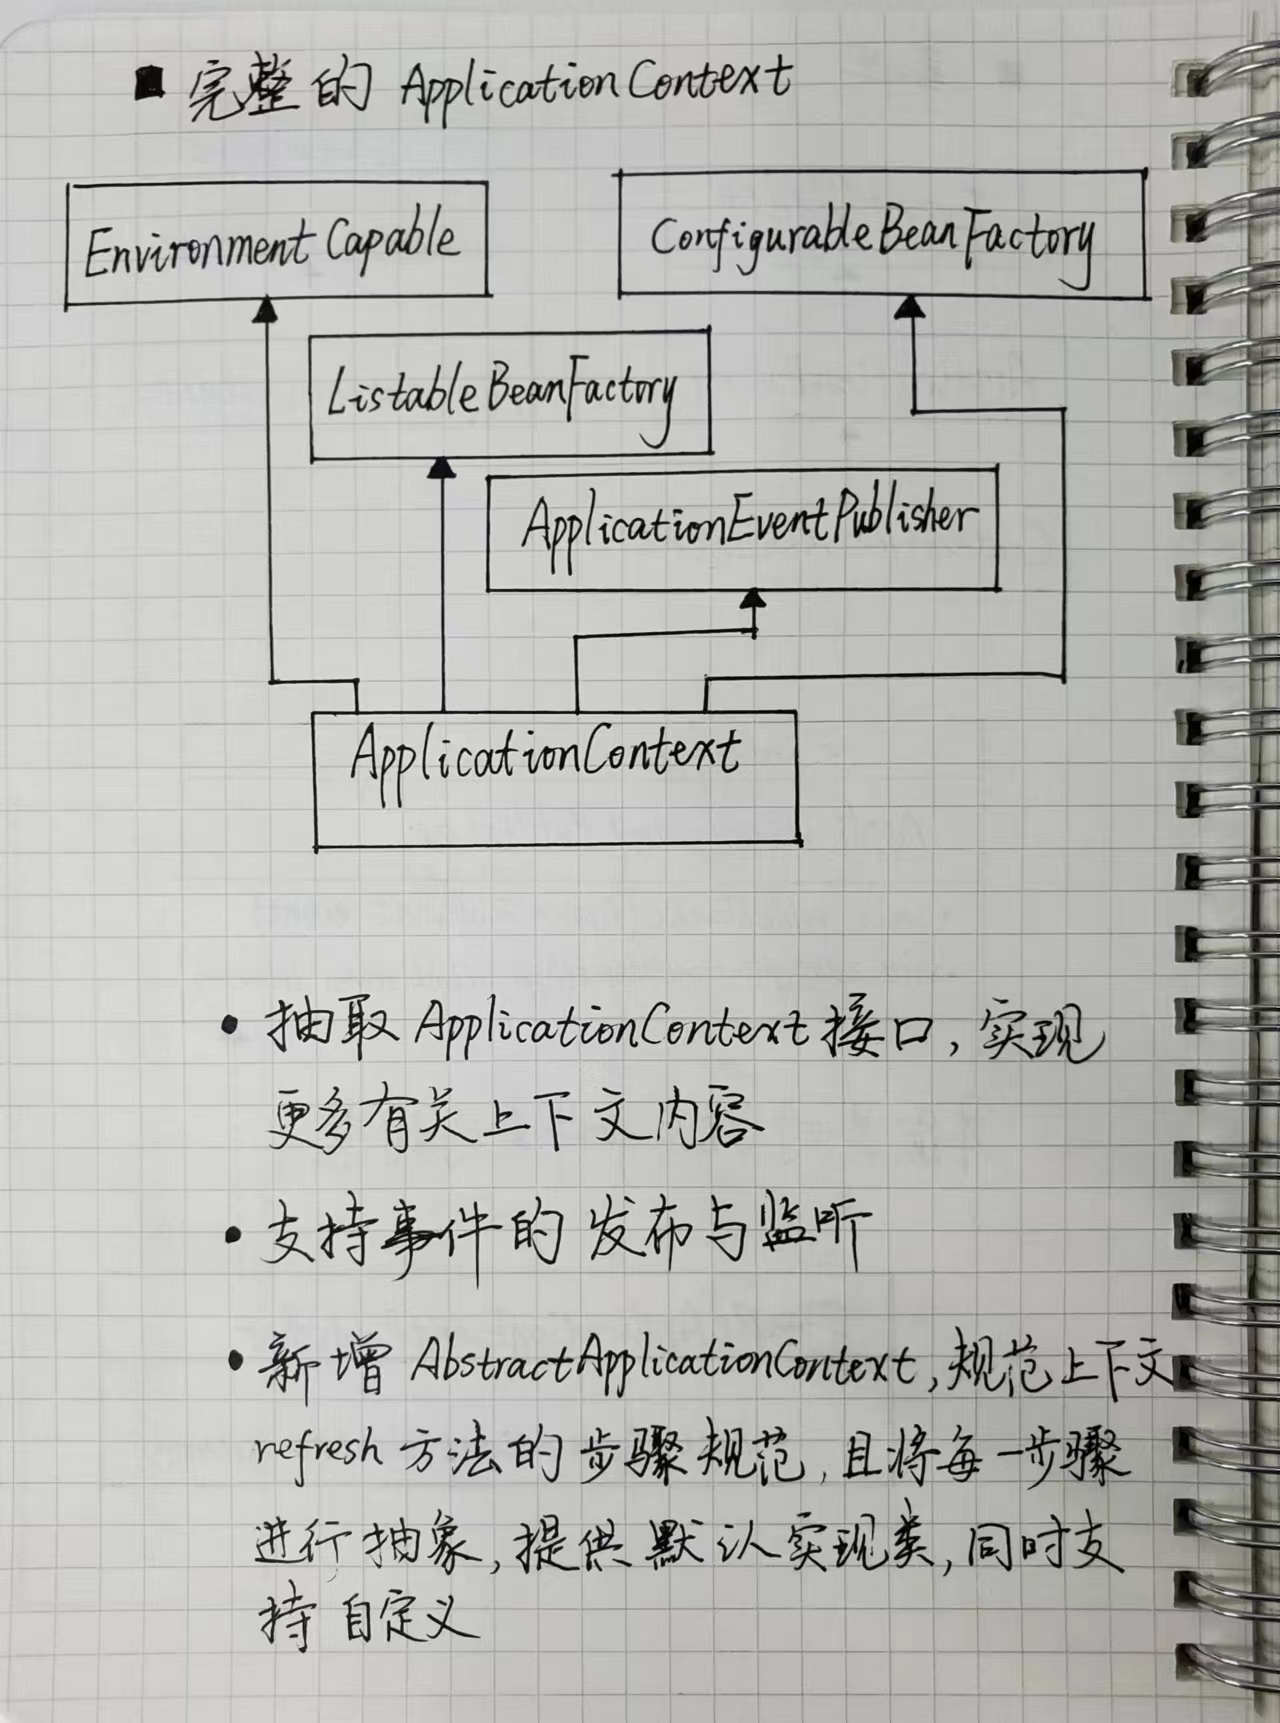 ■ 完整的 ApplicationContext
EnvironmentCapable
ConfigurableBeanFactory
ListableBeanFactory
ApplicationEventPublisher
ApplicationContext
• 抽取 ApplicationContext 接口, 实现
更多有关上下文内容
• 支持事件的发布与监听
• 新增 AbstractApplicationContext, 规范上下文
refresh 方法的步骤规范, 且将每一步骤
进行抽象, 提供默认实现类, 同时支
持自定义